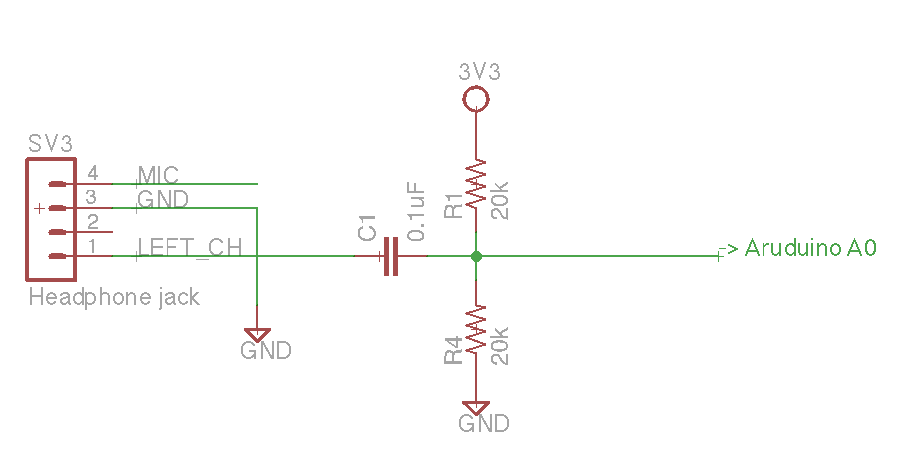 3V3
SV3
4 MIC
3 GND
2
1 LEFT_CH
C1
0.1uF
R1
20k
-> Aruduino A0
Headphone jack
GND
R4
20k
GND